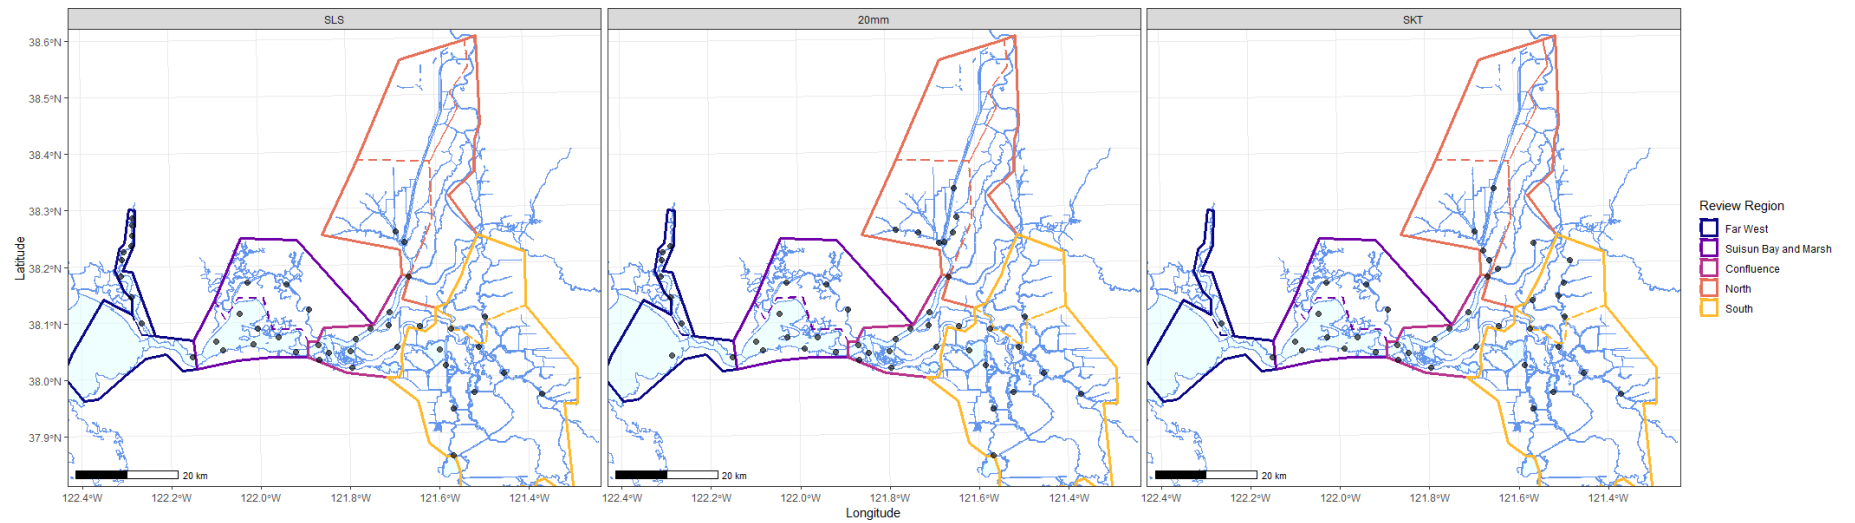 SLS
20mm
SKT
38.6°N
38.5°N
38.4°N
38.3°N
38.2°N
38.1°N
38.0°N
37.9°N
Latitude
20 km
20 km
20 km
122.4°W 122.2°W 122.0°W 121.8°W 121.6°W 121.4°W
122.4°W 122.2°W 122.0°W 121.8°W 121.6°W 121.4°W
122.4°W 122.2°W 122.0°W 121.8°W 121.6°W 121.4°W
Longitude
Review Region
Far West
Suisun Bay and Marsh
Confluence
North
South